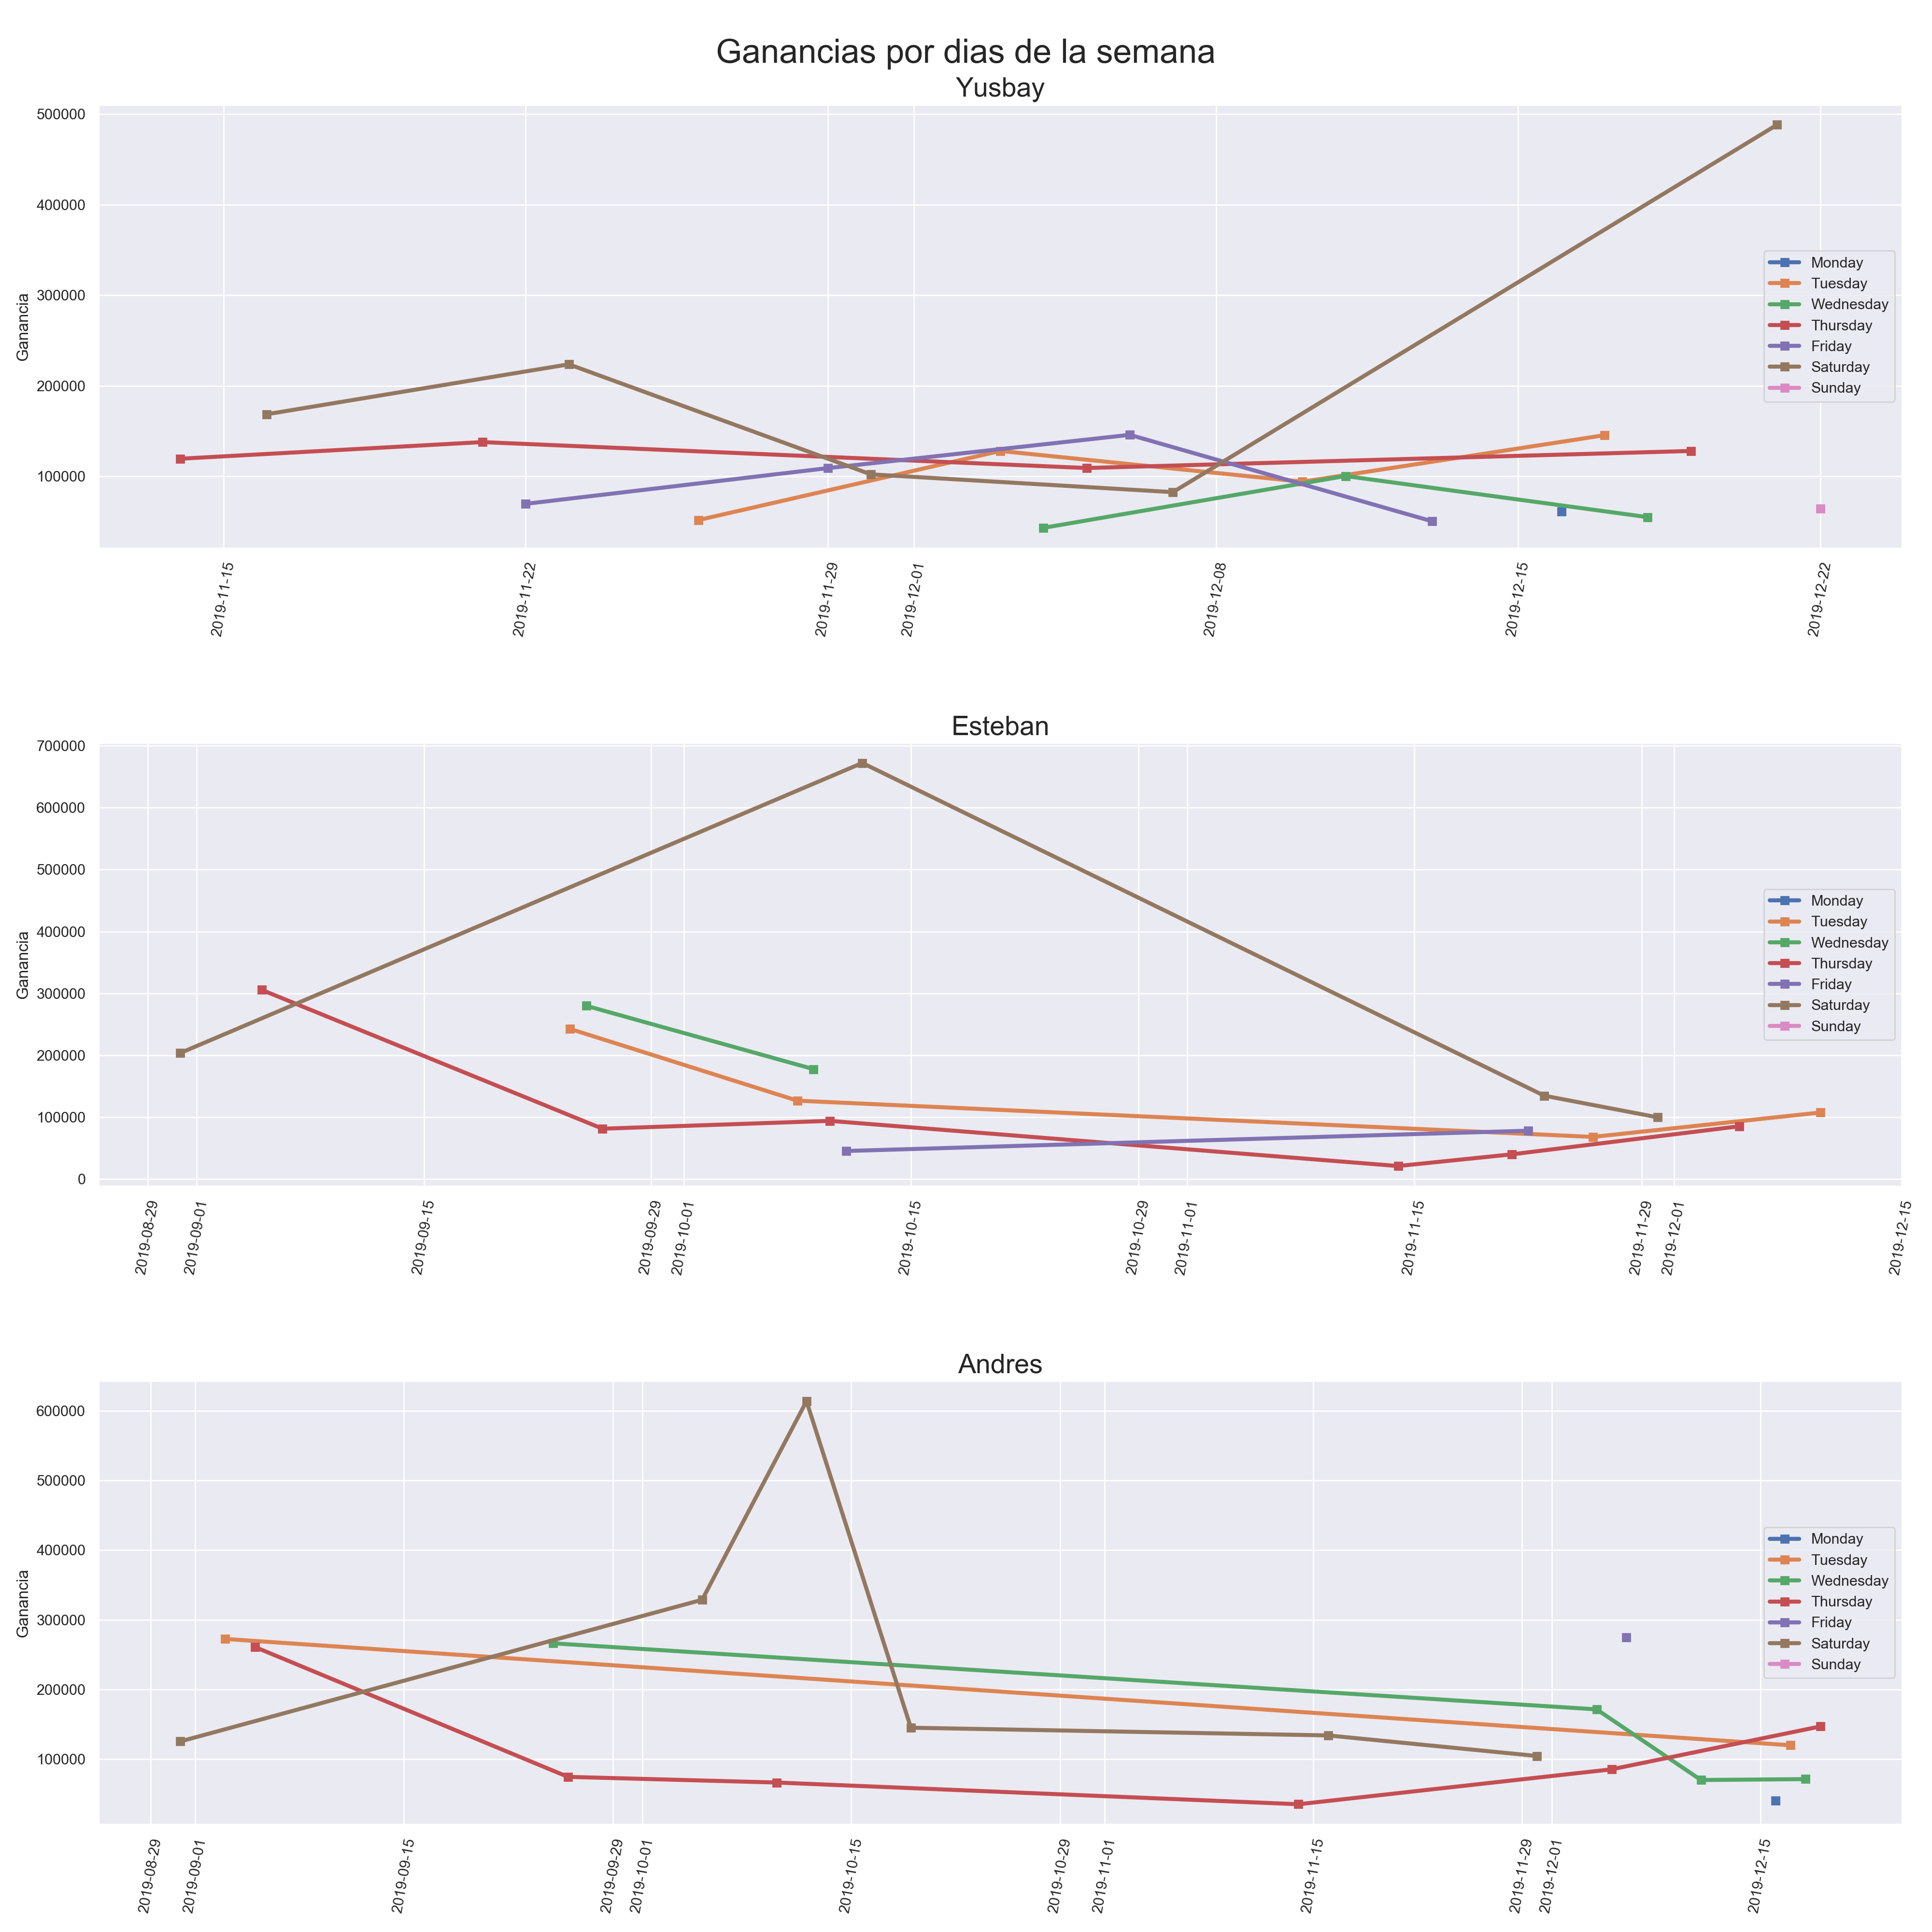 Ganancias por dias de la semana
Yusbay
500000
400000
300000
200000
100000
Ganancia
Monday
Tuesday
Wednesday
Thursday
Friday
Saturday
Sunday
2019-11-15
2019-11-22
2019-11-29
2019-12-01
2019-12-08
2019-12-15
2019-12-22
Esteban
700000
600000
500000
400000
300000
200000
100000
0
Ganancia
Monday
Tuesday
Wednesday
Thursday
Friday
Saturday
Sunday
2019-08-29
2019-09-01
2019-09-15
2019-09-29
2019-10-01
2019-10-15
2019-10-29
2019-11-01
2019-11-15
2019-11-29
2019-12-01
2019-12-15
Andres
600000
500000
400000
300000
200000
100000
Ganancia
Monday
Tuesday
Wednesday
Thursday
Friday
Saturday
Sunday
2019-08-29
2019-09-01
2019-09-15
2019-09-29
2019-10-01
2019-10-15
2019-10-29
2019-11-01
2019-11-15
2019-11-29
2019-12-01
2019-12-15